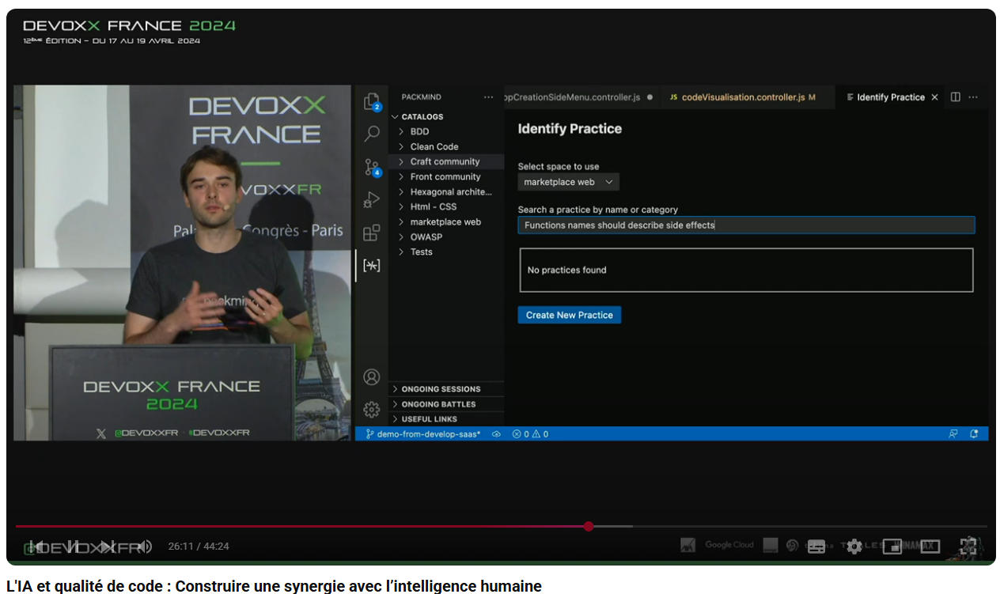 DEVOXX FRANCE 2024
12ÈME ÉDITION - DU 17 AU 19 AVRIL 2024
DEVOXX
FRANCE
VOXXFR
Pal Congrès - Paris
DEVOXX FRANCE
2024
@DEVOXXFR - #DEVOXXFR
2
4
PACKMIND
CATALOGS
BDD
Clean Code
Craft community
Front community
Hexagonal archite...
Html - CSS
marketplace web
OWASP
Tests
ONGOING SESSIONS
ONGOING BATTLES
USEFUL LINKS
opCreationSideMenu.controller.js
JS codeVisualisation.controller.js M
Identify Practice
Identify Practice
Select space to use
marketplace web
Search a practice by name or category
Functions names should describe side effects
No practices found
Create New Practice
demo-from-develop-saas* 0 0
@DEVOXXFR
26:11 / 44:24
Google Cloud
L'IA et qualité de code : Construire une synergie avec l’intelligence humaine